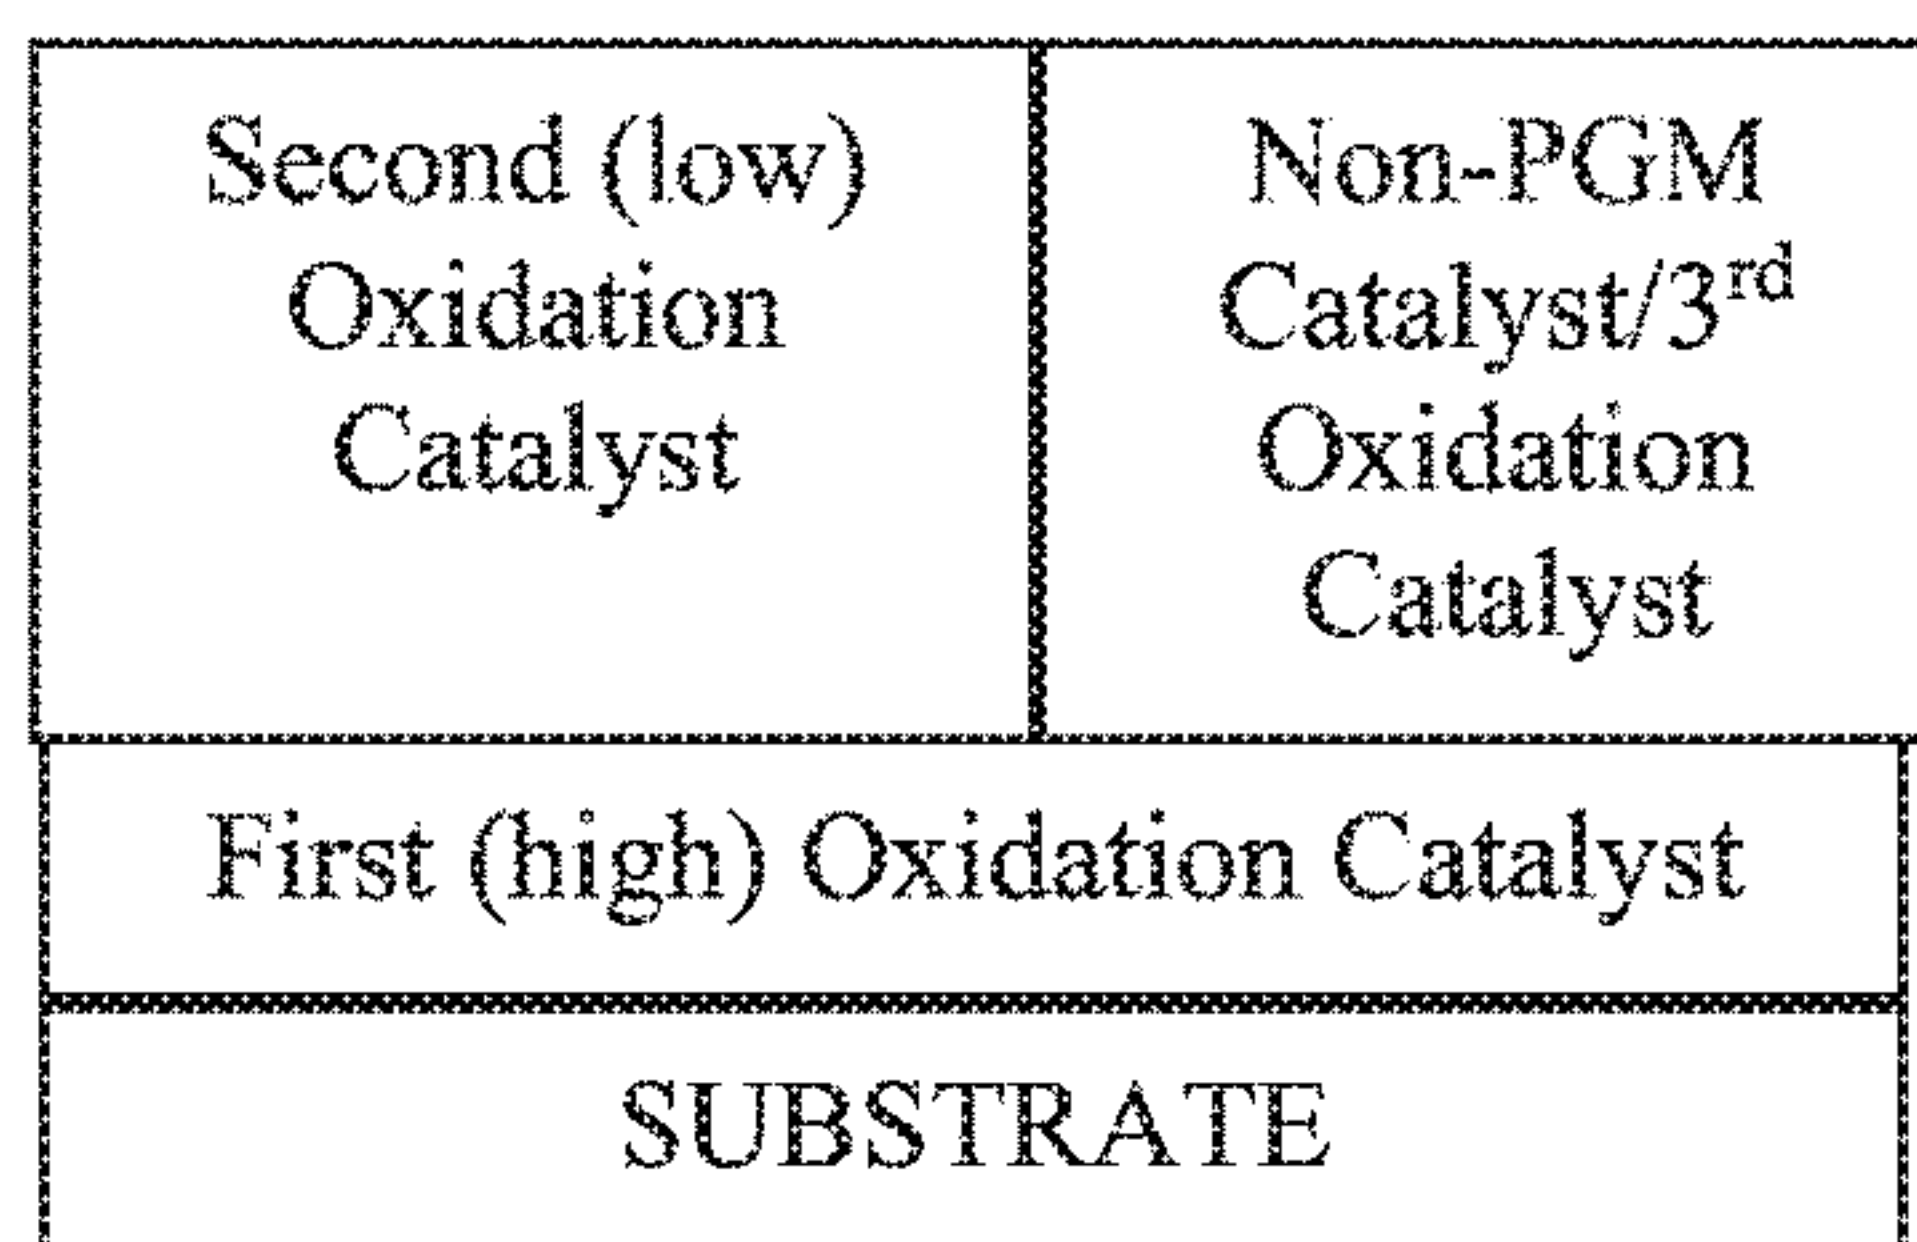 Second (low)
Oxidation
Catalyst
Non-PGM
Catalyst/3rd
Oxidation
Catalyst
First (high) Oxidation Catalyst
SUBSTRATE